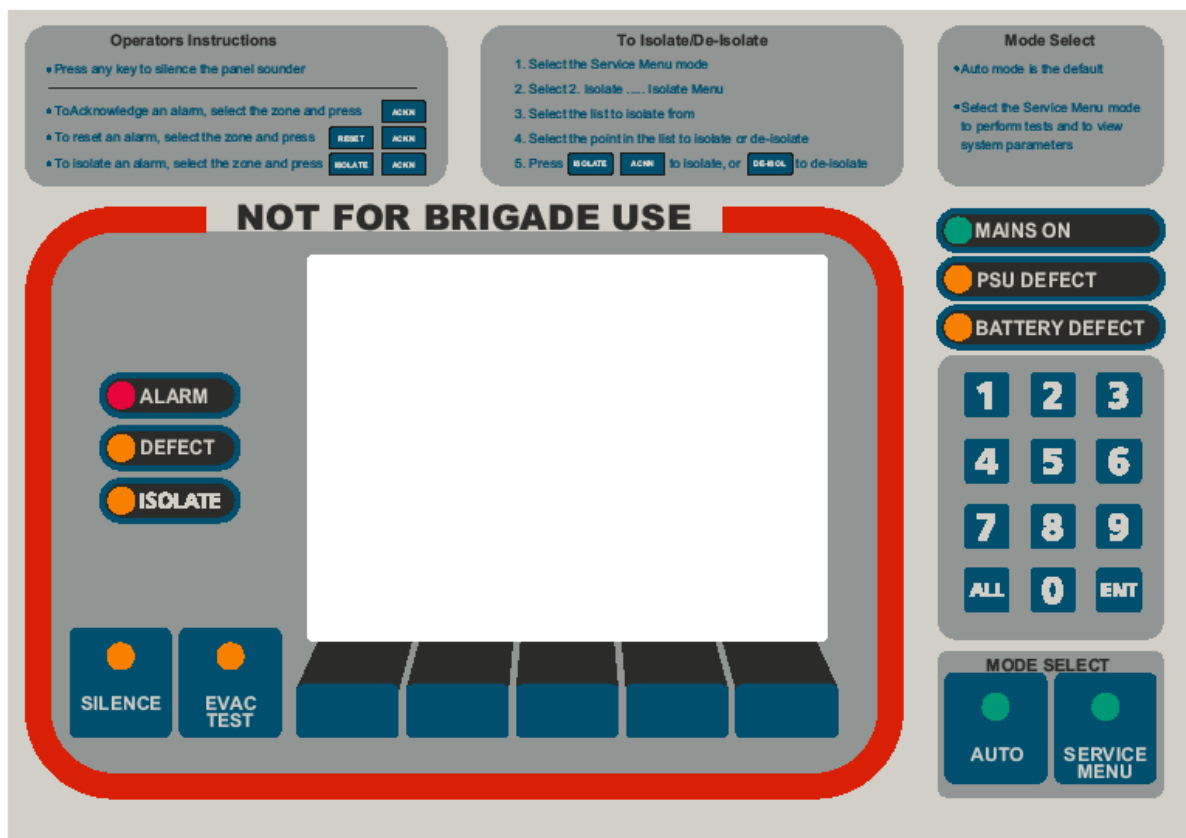 Operators Instructions
• Press any key to silence the panel sounder
• ToAcknowledge an alarm, select the zone and press ACKN
• To reset an alarm, select the zone and press RESET ACKN
• To isolate an alarm, select the zone and press ISOLATE ACKN
To Isolate/De-Isolate
1. Select the Service Menu mode
2. Select 2. Isolate ..... Isolate Menu
3. Select the list to isolate from
4. Select the point in the list to isolate or de-isolate
5. Press ISOLATE ACKN to isolate, or DE-ISOL to de-isolate
Mode Select
• Auto mode is the default
• Select the Service Menu mode
to perform tests and to view
system parameters
NOT FOR BRIGADE USE
MAINS ON
PSU DEFECT
BATTERY DEFECT
ALARM
DEFECT
ISOLATE
1 2 3
4 5 6
7 8 9
ALL 0 ENT
SILENCE
EVAC
TEST
MODE SELECT
AUTO
SERVICE
MENU